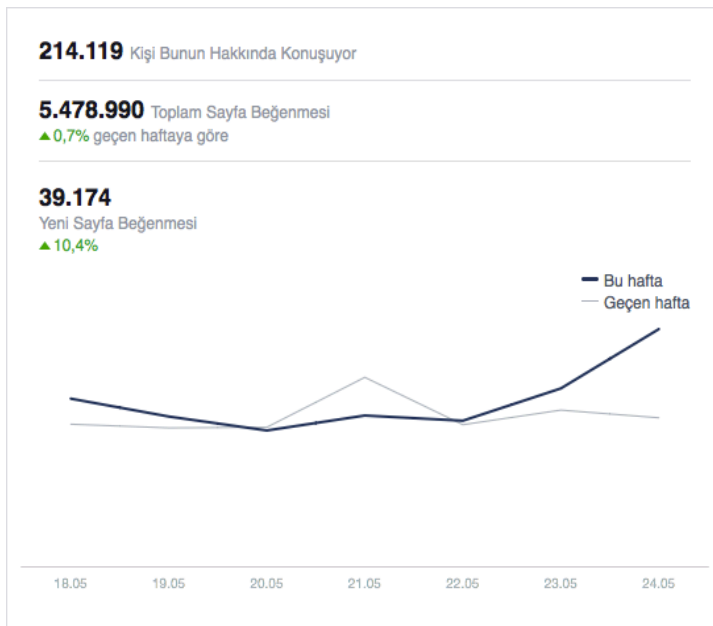 214.119 Kişi Bunun Hakkında Konuşuyor
5.478.990 Toplam Sayfa Beğenmesi
▲ 0,7% geçen haftaya göre
39.174
Yeni Sayfa Beğenmesi
▲ 10,4%
Bu hafta
Geçen hafta
18.05 19.05 20.05 21.05 22.05 23.05 24.05